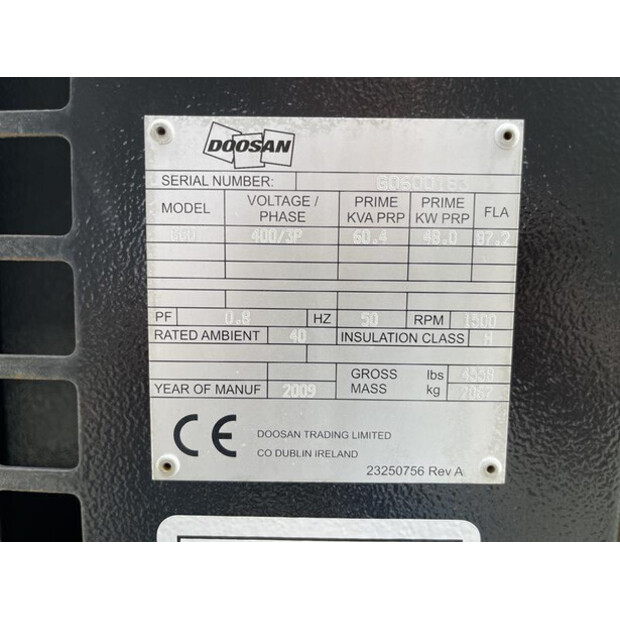 DOOSAN
SERIAL NUMBER:
MODEL VOLTAGE / PHASE PRIME KVA PRP PRIME KW PRP FLA
400/3P 60.4 48.0 87.2
PF 0.8 HZ 50 RPM 1500
RATED AMBIENT 40 INSULATION CLASS H
GROSS MASS lbs 4539
YEAR OF MANUF 2009 kg
CE DOOSAN TRADING LIMITED
CO DUBLIN IRELAND
23250756 Rev A